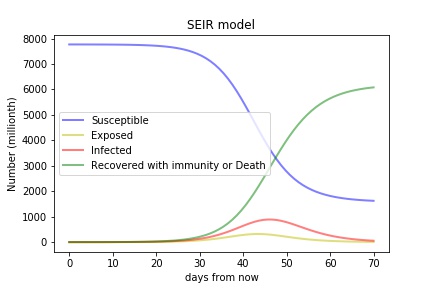 SEIR model
Number (millionth)
8000
7000
6000
5000
4000
3000
2000
1000
0
Susceptible
Exposed
Infected
Recovered with immunity or Death
0 10 20 30 40 50 60 70
days from now